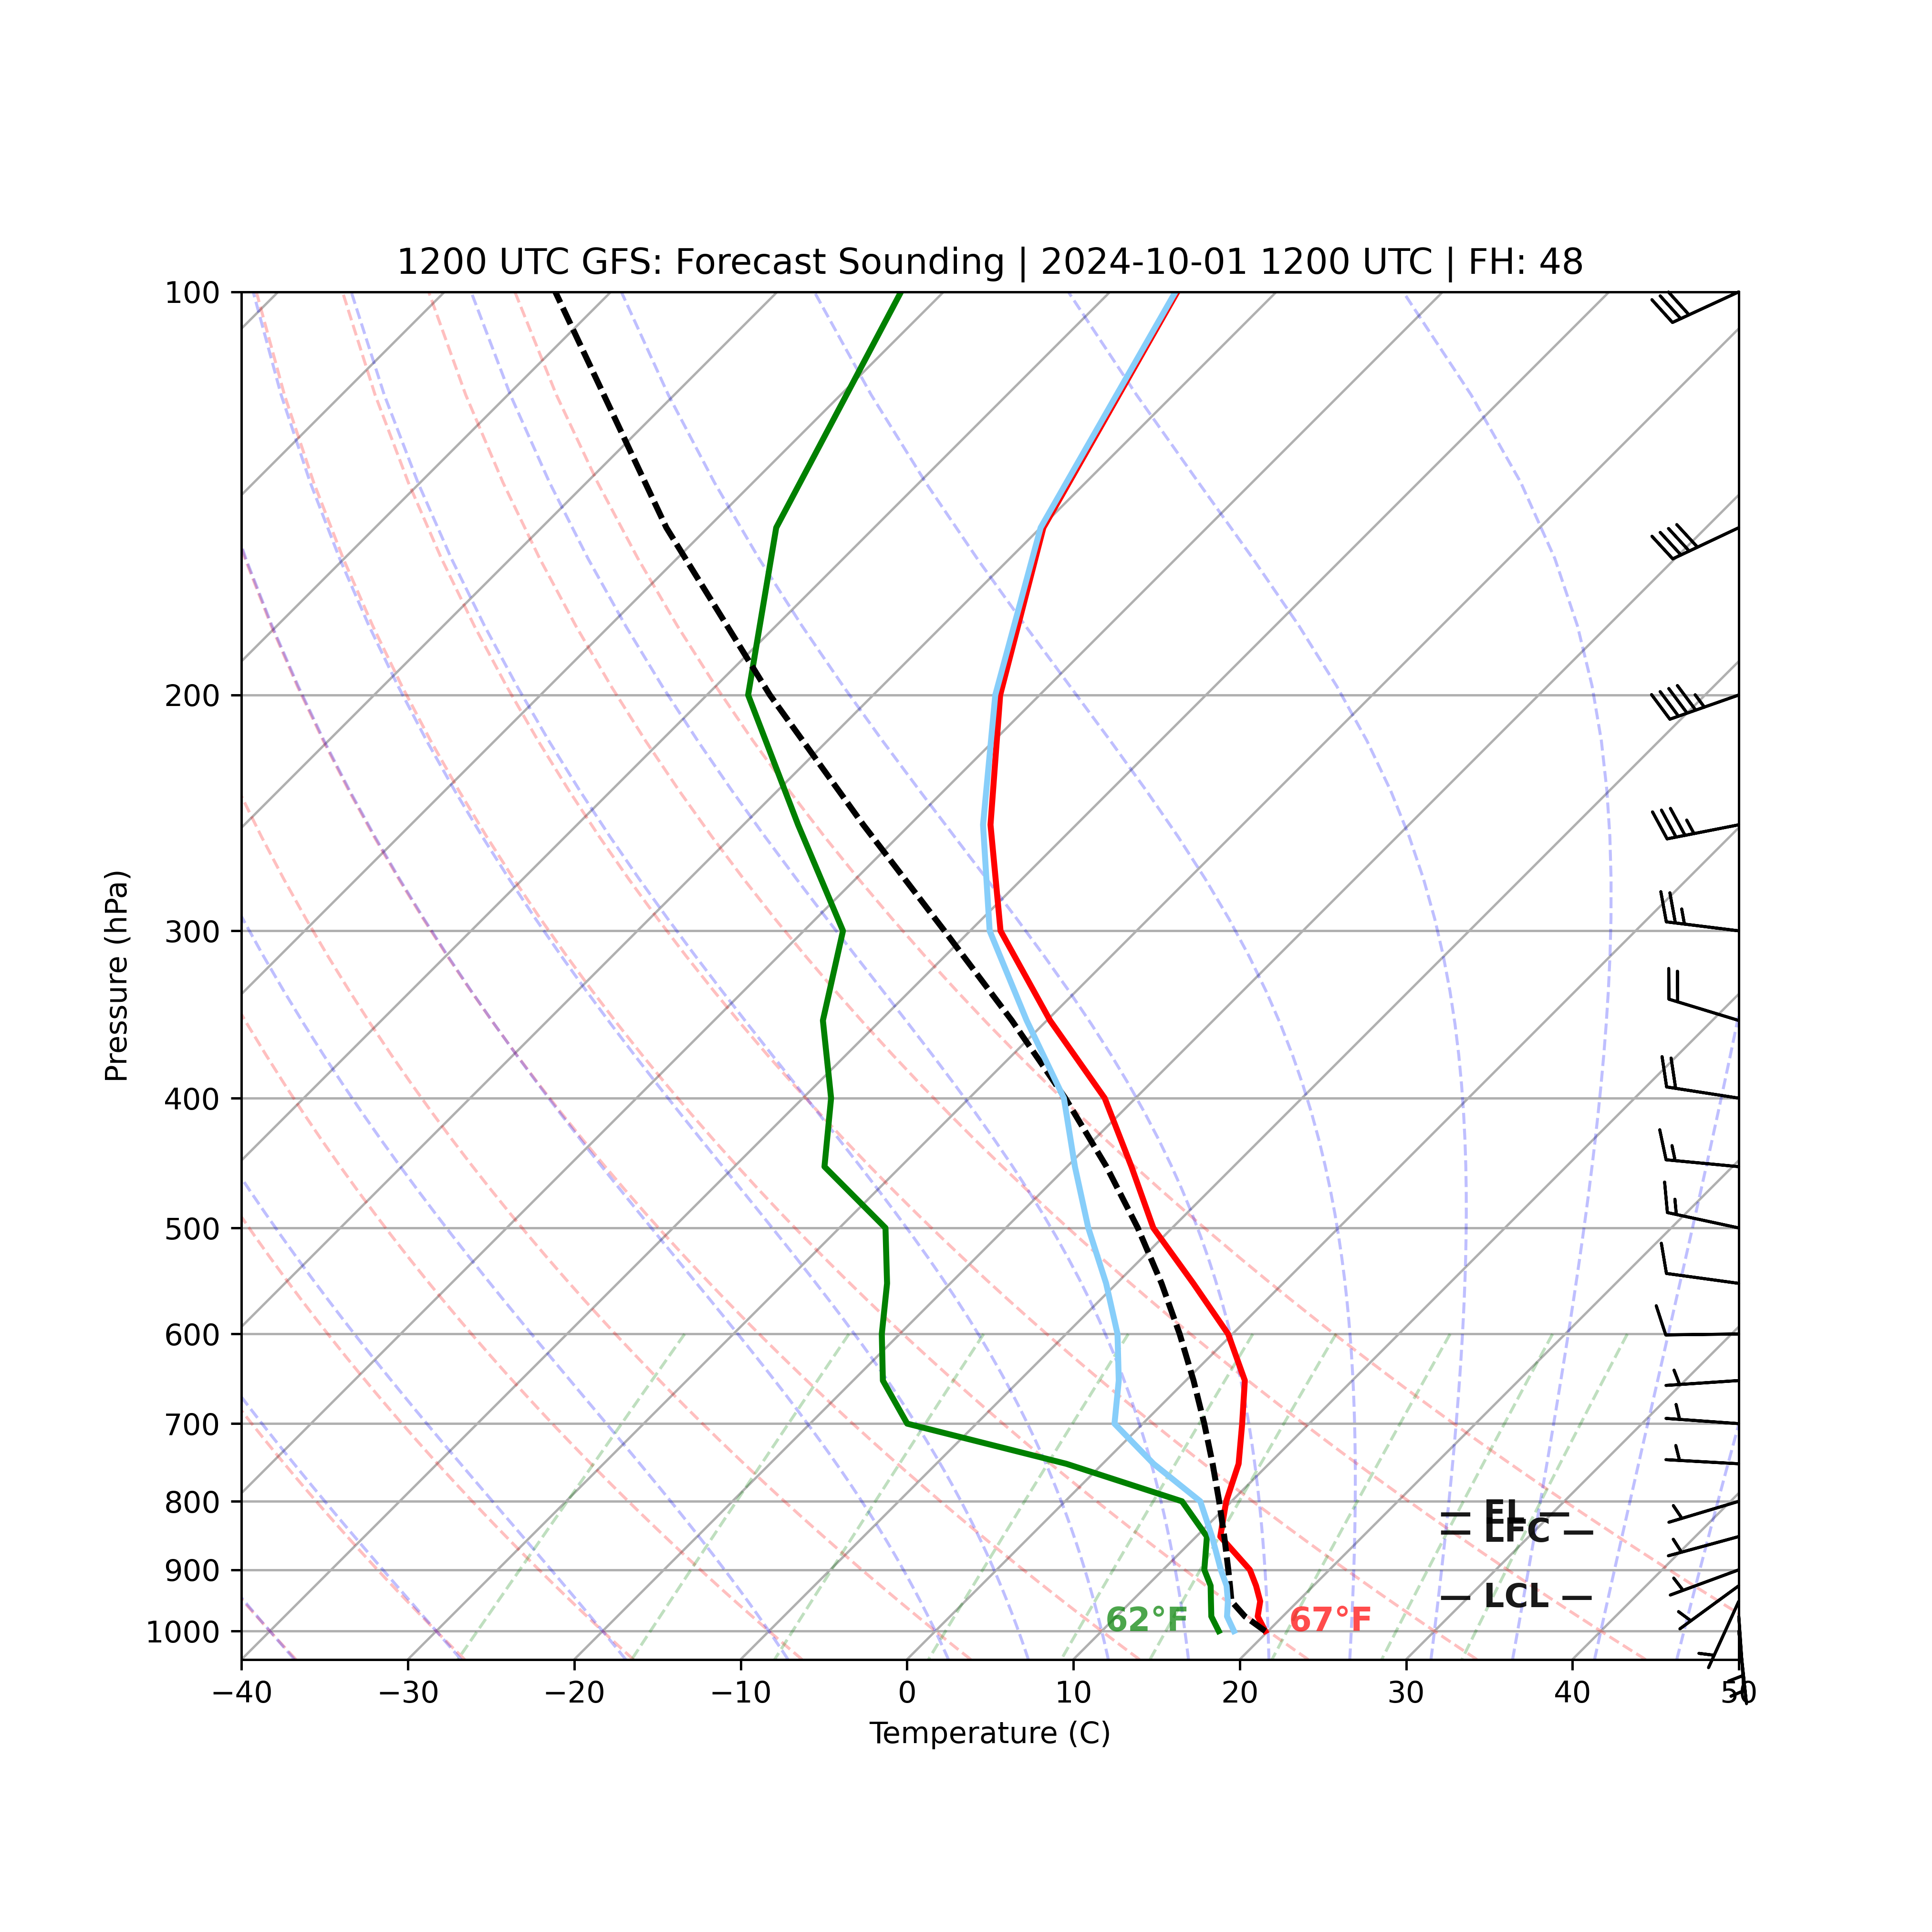 1200 UTC GFS: Forecast Sounding | 2024-10-01 1200 UTC | FH: 48
100
200
300
400
500
600
700
800
900
1000
Pressure (hPa)
— EL —
— LFC —
— LCL —
62°F
67°F
−40 −30 −20 −10 0 10 20 30 40 50
Temperature (C)